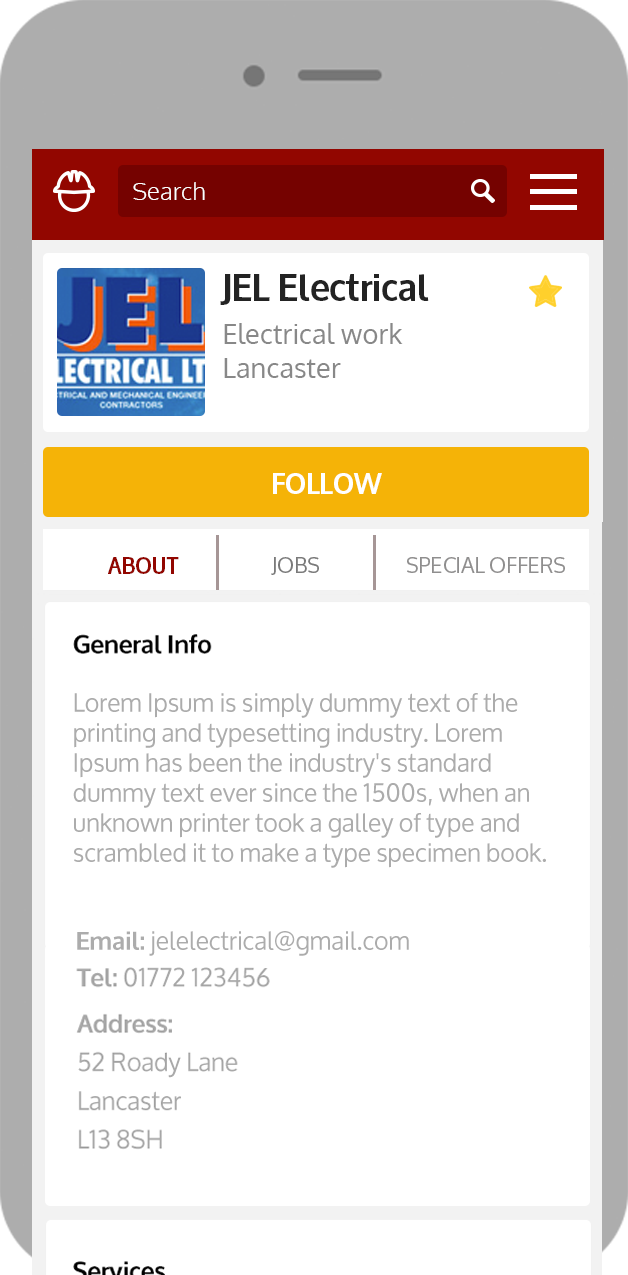 Search
JEL
LECTRICAL LT
TRICAL AND MECHANICAL ENGINEE
CONTRACTORS
JEL Electrical
Electrical work
Lancaster
FOLLOW
ABOUT
JOBS
SPECIAL OFFERS
General Info
Lorem Ipsum is simply dummy text of the
printing and typesetting industry. Lorem
Ipsum has been the industry's standard
dummy text ever since the 1500s, when an
unknown printer took a galley of type and
scrambled it to make a type specimen book.
Email: jelelectrical@gmail.com
Tel: 01772 123456
Address:
52 Roady Lane
Lancaster
L13 8SH
Services